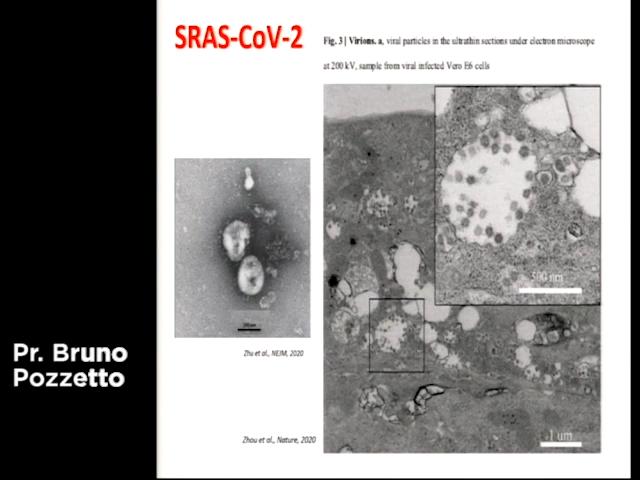 SRAS-CoV-2
Fig. 3 | Virions. a, viral particles in the ultrathin sections under electron microscope
at 200 kV, sample from viral infected Vero E6 cells
500 nm
Zhu et al., NEJM, 2020
Pr. Bruno
Pozzetto
Zhou et al., Nature, 2020
1 um